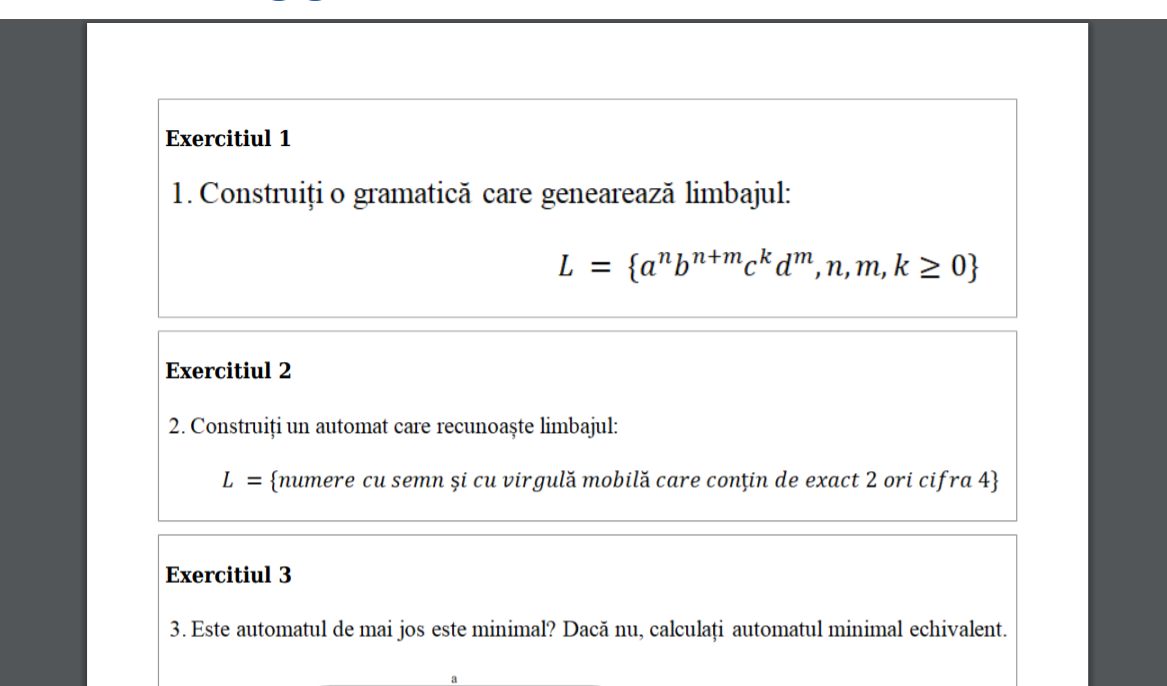 Exercitiul 1
1. Construiți o gramatică care genearează limbajul:
L = {aⁿbⁿ⁺ᵐcᵏdᵐ, n, m, k ≥ 0}
Exercitiul 2
2. Construiți un automat care recunoaște limbajul:
L = {numere cu semn și cu virgulă mobilă care conțin de exact 2 ori cifra 4}
Exercitiul 3
3. Este automatul de mai jos este minimal? Dacă nu, calculați automatul minimal echivalent.
a